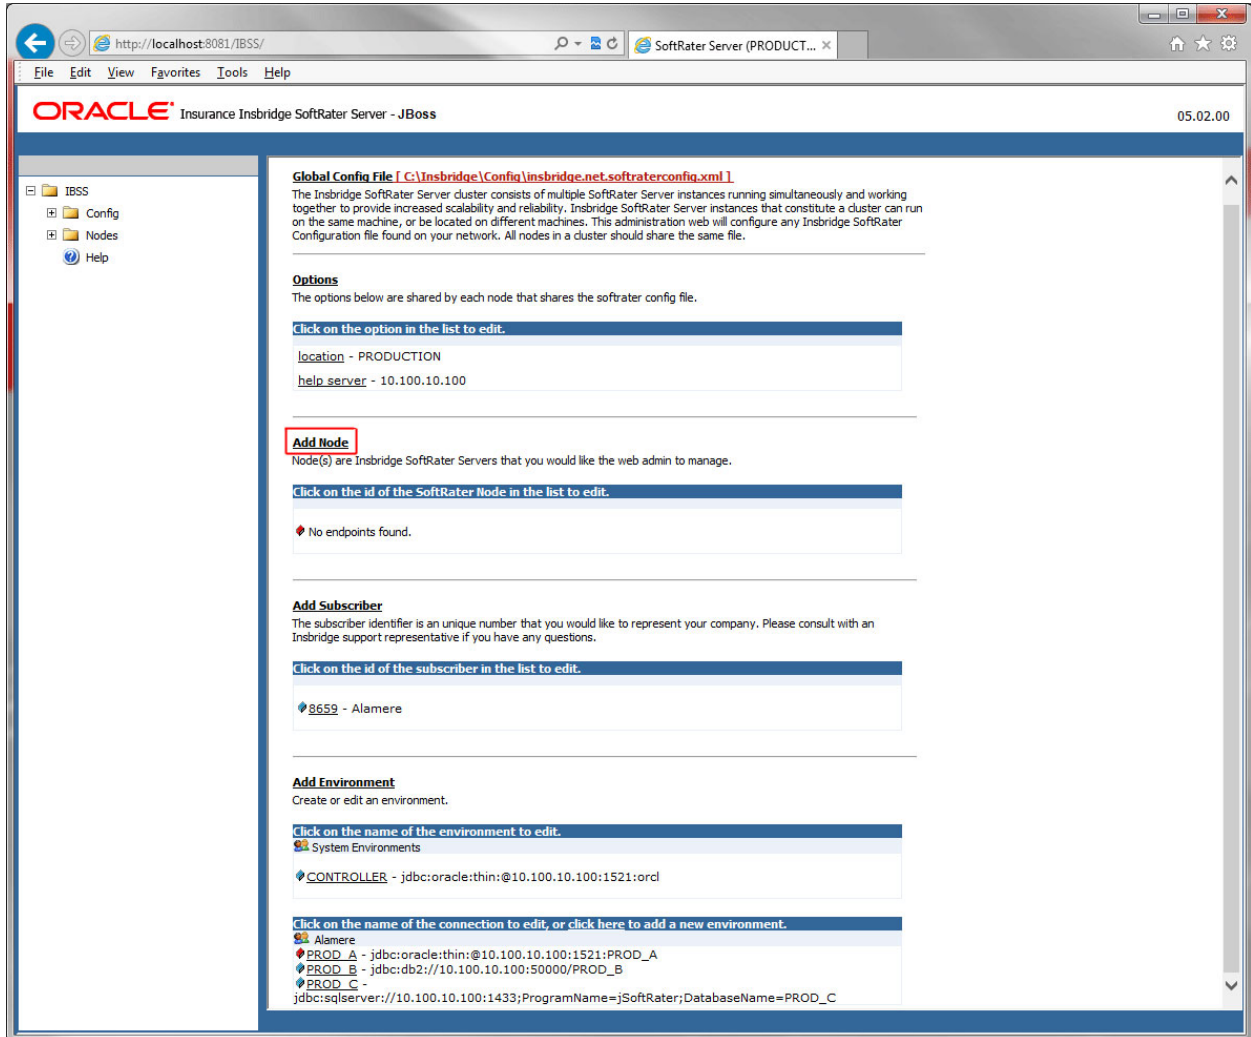 http://localhost:8081/IBSS/
SoftRater Server (PRODUCT...
File Edit View Favorites Tools Help
ORACLE Insurance Insbridge SoftRater Server - JBoss
05.02.00
IBSS
Config
Nodes
Help
Global Config File [ C:\Insbridge\Config\insbridge.net.softraterconfig.xml ]
The Insbridge SoftRater Server cluster consists of multiple SoftRater Server instances running simultaneously and working
together to provide increased scalability and reliability. Insbridge SoftRater Server instances that constitute a cluster can run
on the same machine, or be located on different machines. This administration web will configure any Insbridge SoftRater
Configuration file found on your network. All nodes in a cluster should share the same file.
Options
The options below are shared by each node that shares the softrater config file.
Click on the option in the list to edit.
location - PRODUCTION
help server - 10.100.10.100
Add Node
Node(s) are Insbridge SoftRater Servers that you would like the web admin to manage.
Click on the id of the SoftRater Node in the list to edit.
No endpoints found.
Add Subscriber
The subscriber identifier is an unique number that you would like to represent your company. Please consult with an
Insbridge support representative if you have any questions.
Click on the id of the subscriber in the list to edit.
8659 - Alamere
Add Environment
Create or edit an environment.
Click on the name of the environment to edit.
System Environments
CONTROLLER - jdbc:oracle:thin:@10.100.10.100:1521:orcl
Click on the name of the connection to edit, or click here to add a new environment.
Alamere
PROD_A - jdbc:oracle:thin:@10.100.10.100:1521:PROD_A
PROD_B - jdbc:db2://10.100.10.100:50000/PROD_B
PROD_C -
jdbc:sqlserver://10.100.10.100:1433;ProgramName=jSoftRater;DatabaseName=PROD_C